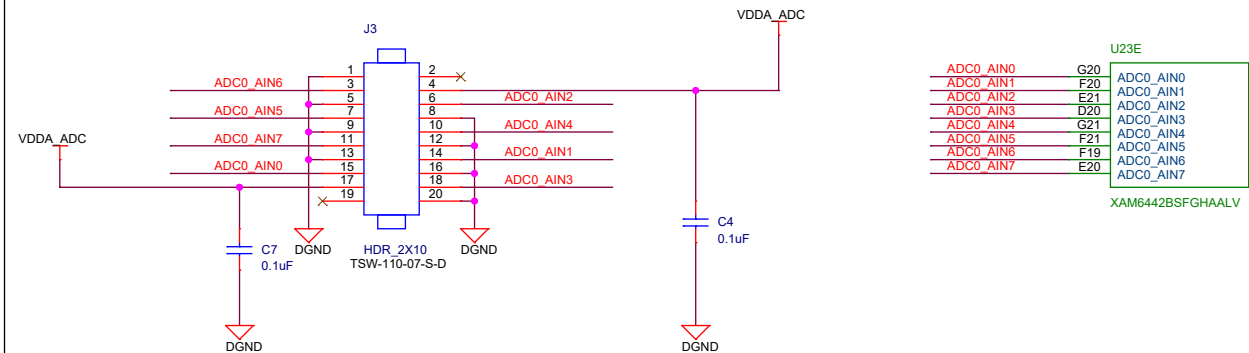 VDDA_ADC
J3
U23E
1 2
ADC0_AIN6 3 4
5 6 ADC0_AIN2
ADC0_AIN5 7 8
9 10 ADC0_AIN4
VDDA_ADC
ADC0_AIN7 11 12
13 14 ADC0_AIN1
ADC0_AIN0 15 16
17 18 ADC0_AIN3
19 20
ADC0_AIN0 G20 ADC0_AIN0
ADC0_AIN1 F20 ADC0_AIN1
ADC0_AIN2 E21 ADC0_AIN2
ADC0_AIN3 D20 ADC0_AIN3
ADC0_AIN4 G21 ADC0_AIN4
ADC0_AIN5 F21 ADC0_AIN5
ADC0_AIN6 F19 ADC0_AIN6
ADC0_AIN7 E20 ADC0_AIN7
XAM6442BSFGHAALV
C4
0.1uF
DGND HDR_2X10 DGND
TSW-110-07-S-D
C7
0.1uF
DGND
DGND